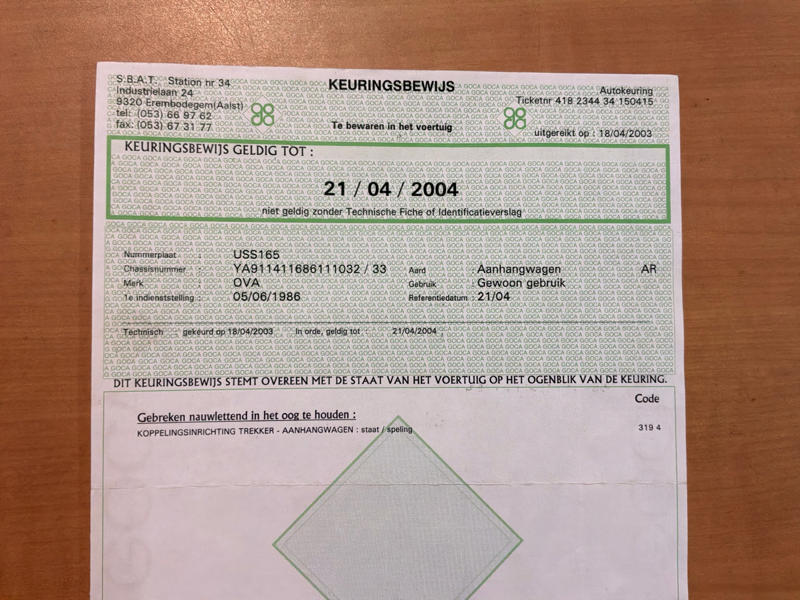 S.B.A.T. Station nr 34
Industrielaan 24
9320 Erembodegem(Aalst)
tel: (053) 66 97 62
fax: (053) 67 31 77
KEURINGSBEWIJS
Te bewaren in het voertuig
Autokeuring
Ticketnr 418 2344 34 150415
uitgereikt op : 18/04/2003
KEURINGSBEWIJS GELDIG TOT :
21 / 04 / 2004
niet geldig zonder Technische Fiche of Identificatieverslag
Nummerplaat : USS165
Chassisnummer : YA911411686111032 / 33 Aard : Aanhangwagen AR
Merk : OVA Gebruik : Gewoon gebruik
1e indienststelling : 05/06/1986 Referentiedatum : 21/04
Technisch : gekeurd op 18/04/2003 In orde, geldig tot : 21/04/2004
DIT KEURINGSBEWIJS STEMT OVEREEN MET DE STAAT VAN HET VOERTUIG OP HET OGENBLIK VAN DE KEURING.
Code
Gebreken nauwlettend in het oog te houden :
KOPPELINGSINRICHTING TREKKER - AANHANGWAGEN : staat / speling 319 4